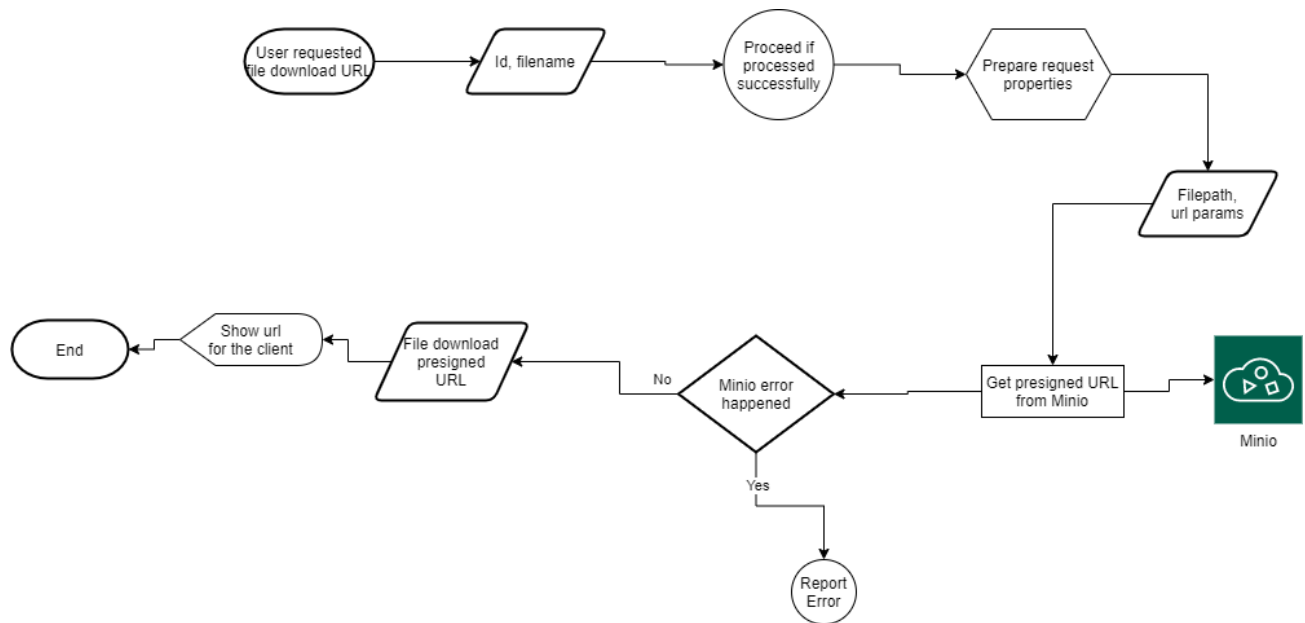 User requested
file download URL
Id, filename
Proceed if
processed
successfully
Prepare request
properties
Filepath,
url params
Get presigned URL
from Minio
Minio
Minio error
happened
No
Yes
File download
presigned
URL
Show url
for the client
End
Report
Error